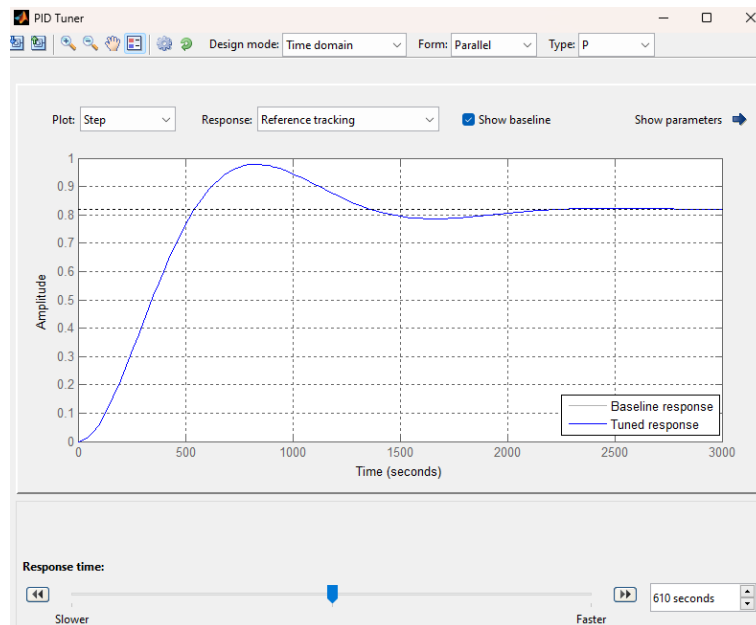 PID Tuner
Design mode: Time domain Form: Parallel Type: P
Plot: Step Response: Reference tracking Show baseline Show parameters
1
0.9
0.8
0.7
0.6
0.5
0.4
0.3
0.2
0.1
0
Amplitude
0 500 1000 1500 2000 2500 3000
Time (seconds)
Baseline response
Tuned response
Response time:
610 seconds
Slower Faster